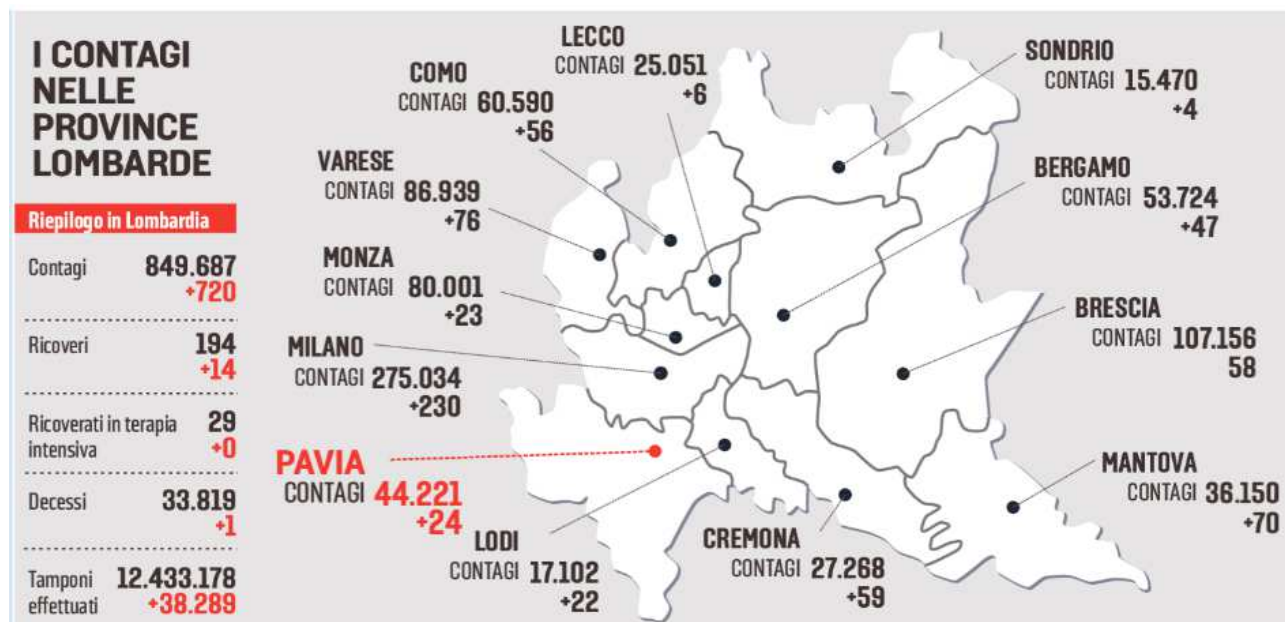 I CONTAGI
NELLE
PROVINCE
LOMBARDE
Riepilogo in Lombardia
Contagi 849.687
+720
Ricoveri 194
+14
Ricoverati in terapia intensiva 29
+0
Decessi 33.819
+1
Tamponi effettuati 12.433.178
+38.289
LECCO
CONTAGI 25.051
+6
COMO
CONTAGI 60.590
+56
VARESE
CONTAGI 86.939
+76
MONZA
CONTAGI 80.001
+23
MILANO
CONTAGI 275.034
+230
PAVIA
CONTAGI 44.221
+24
LODI
CONTAGI 17.102
+22
CREMONA
CONTAGI 27.268
+59
SONDRIO
CONTAGI 15.470
+4
BERGAMO
CONTAGI 53.724
+47
BRESCIA
CONTAGI 107.156
58
MANTOVA
CONTAGI 36.150
+70